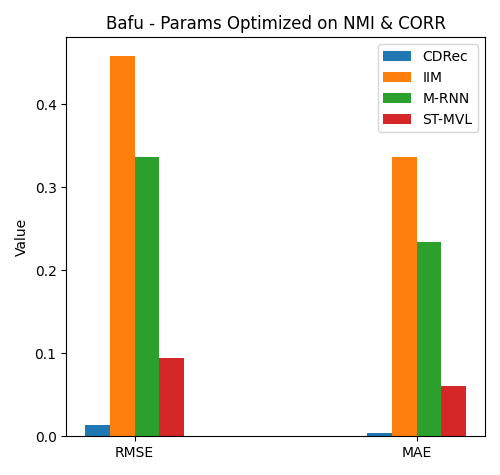 Bafu - Params Optimized on NMI & CORR
CDRec
IIM
M-RNN
ST-MVL
Value
0.4
0.3
0.2
0.1
0.0
RMSE
MAE